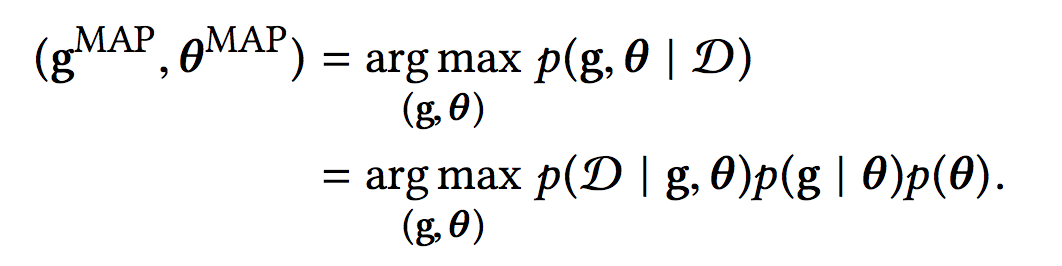 (𝐠^MAP, 𝜽^MAP) = arg max p(𝐠, 𝜽 | 𝒟)
(𝐠, 𝜽)
= arg max p(𝒟 | 𝐠, 𝜽)p(𝐠 | 𝜽)p(𝜽).
(𝐠, 𝜽)